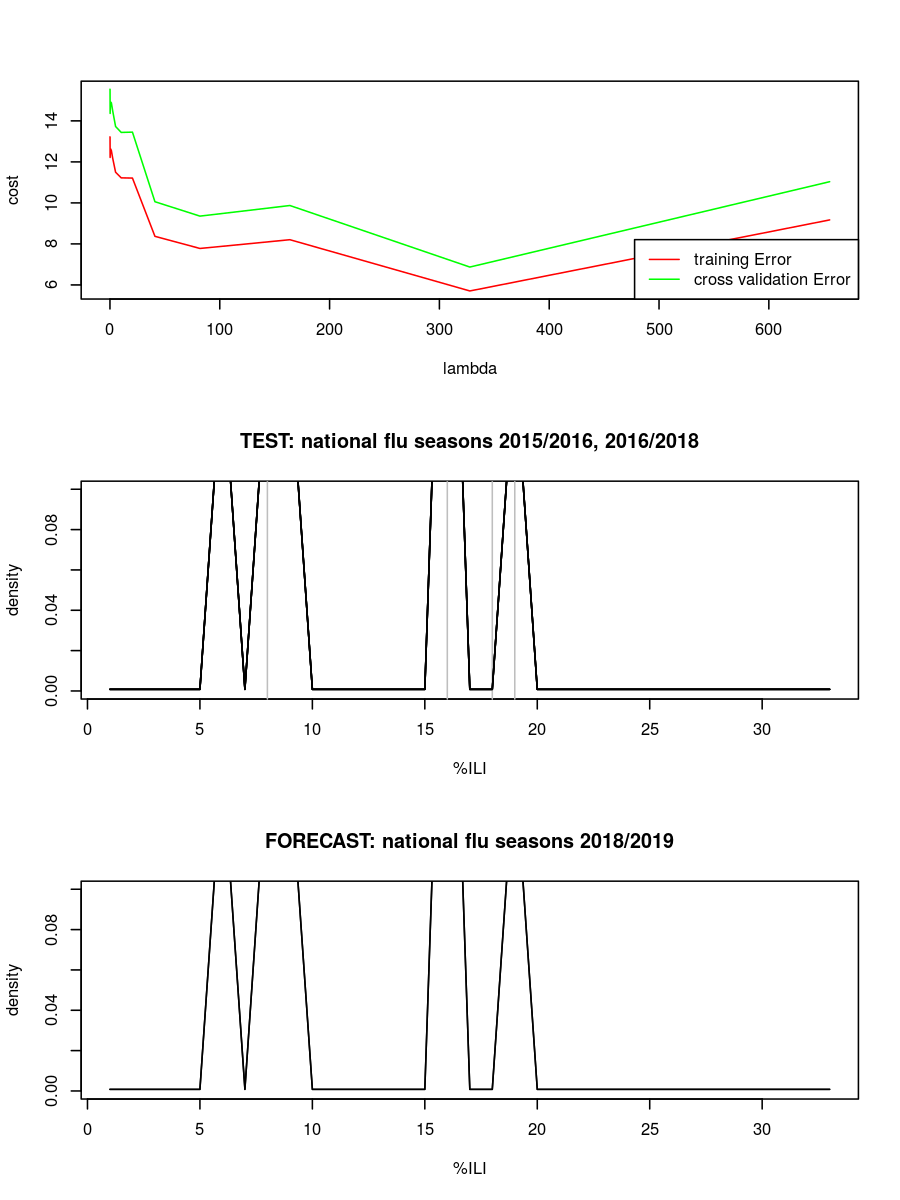 cost
14
12
10
8
6
training Error
cross validation Error
0 100 200 300 400 500 600
lambda
TEST: national flu seasons 2015/2016, 2016/2018
density
0.08
0.04
0.00
0 5 10 15 20 25 30
%ILI
FORECAST: national flu seasons 2018/2019
density
0.08
0.04
0.00
0 5 10 15 20 25 30
%ILI